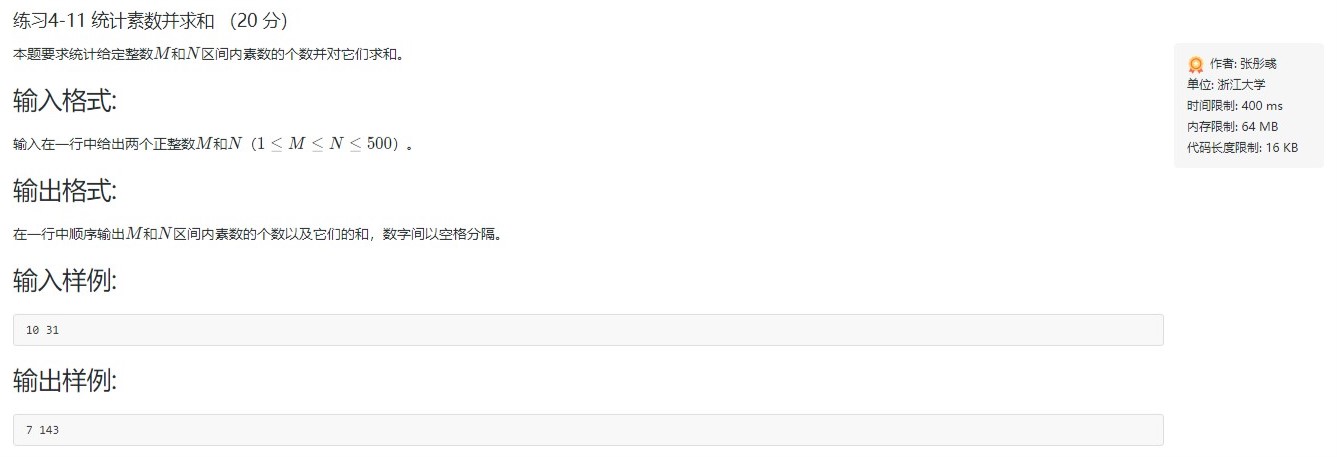 练习4-11 统计素数并求和 （20 分）
本题要求统计给定整数M和N区间内素数的个数并对它们求和。
输入格式:
输入在一行中给出两个正整数M和N（1 ≤ M ≤ N ≤ 500）。
输出格式:
在一行中顺序输出M和N区间内素数的个数以及它们的和，数字间以空格分隔。
输入样例:
10 31
输出样例:
7 143
作者: 张彤彧
单位: 浙江大学
时间限制: 400 ms
内存限制: 64 MB
代码长度限制: 16 KB